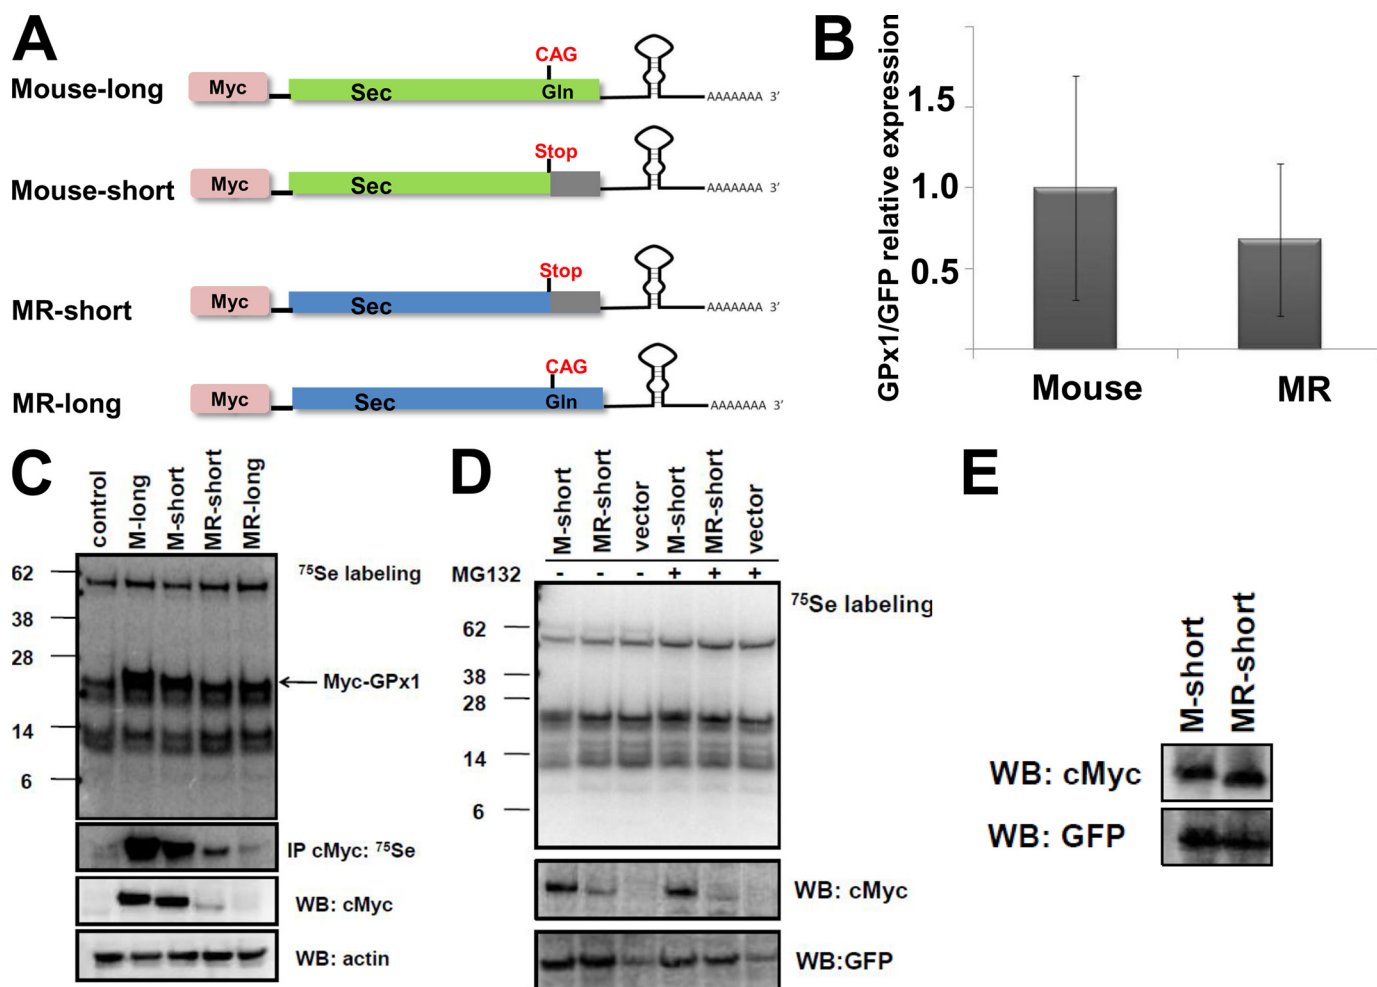 A
CAG
Mouse-long
Myc
Sec
Gln
AAAAAAA 3'
Stop
Mouse-short
Myc
Sec
AAAAAAA 3'
Stop
MR-short
Myc
Sec
AAAAAAA 3'
CAG
MR-long
Myc
Sec
Gln
AAAAAAA 3'
B
GPx1/GFP relative expression
1.5
1.0
0.5
Mouse
MR
C
control
M-long
M-short
MR-short
MR-long
62
38
28
14
6
⁷⁵Se labeling
Myc-GPx1
IP cMyc: ⁷⁵Se
WB: cMyc
WB: actin
D
M-short
MR-short
vector
M-short
MR-short
vector
MG132
- - - + + +
62
38
28
14
6
⁷⁵Se labeling
WB: cMyc
WB:GFP
E
M-short
MR-short
WB: cMyc
WB: GFP